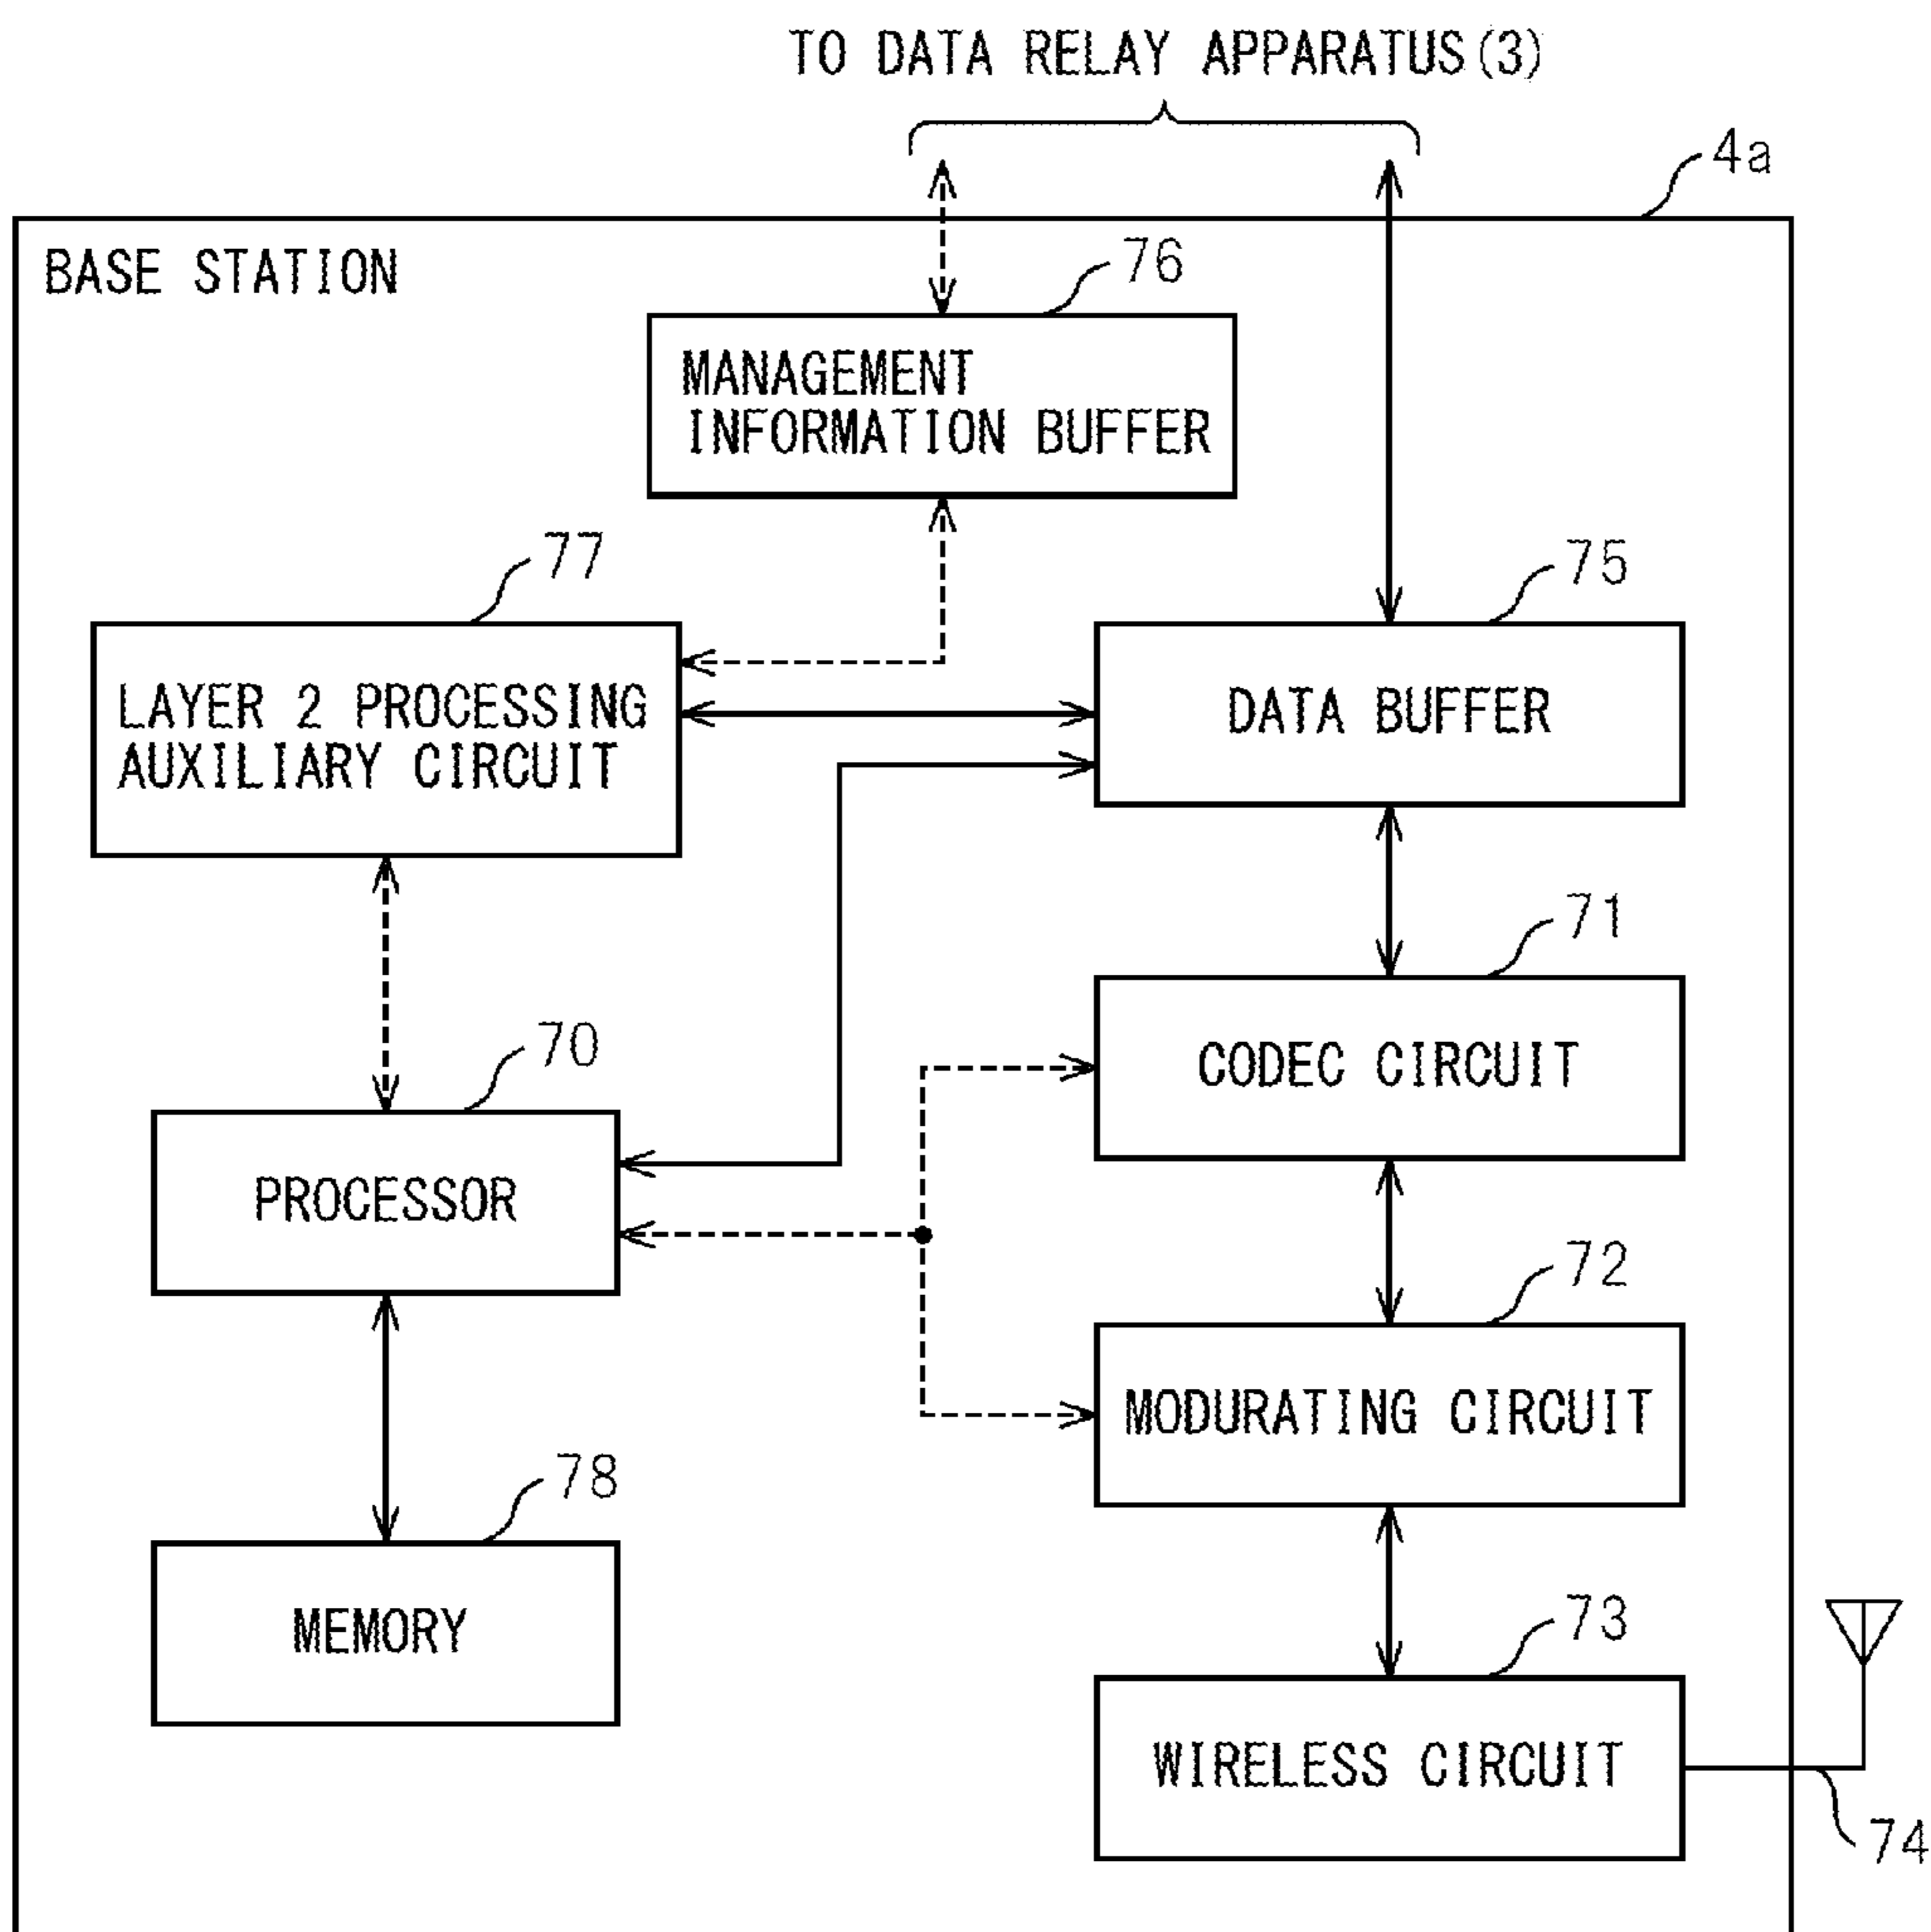 TO DATA RELAY APPARATUS(3)
4a
BASE STATION
76
MANAGEMENT
INFORMATION BUFFER
77
75
LAYER 2 PROCESSING
AUXILIARY CIRCUIT
DATA BUFFER
71
70
CODEC CIRCUIT
PROCESSOR
72
MODURATING CIRCUIT
78
73
MEMORY
WIRELESS CIRCUIT
74